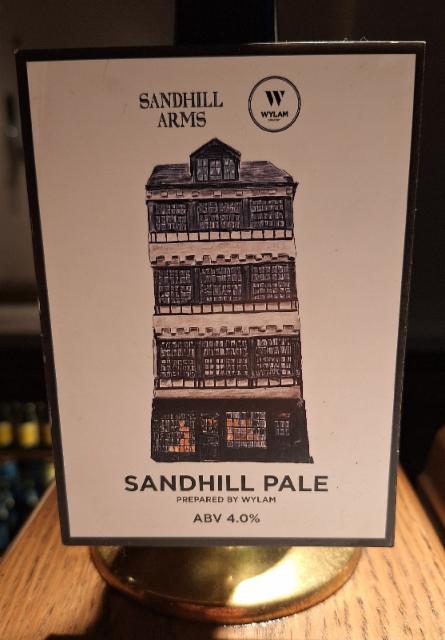 SANDHILL
ARMS
W
WYLAM
SANDHILL PALE
PREPARED BY WYLAM
ABV 4.0%